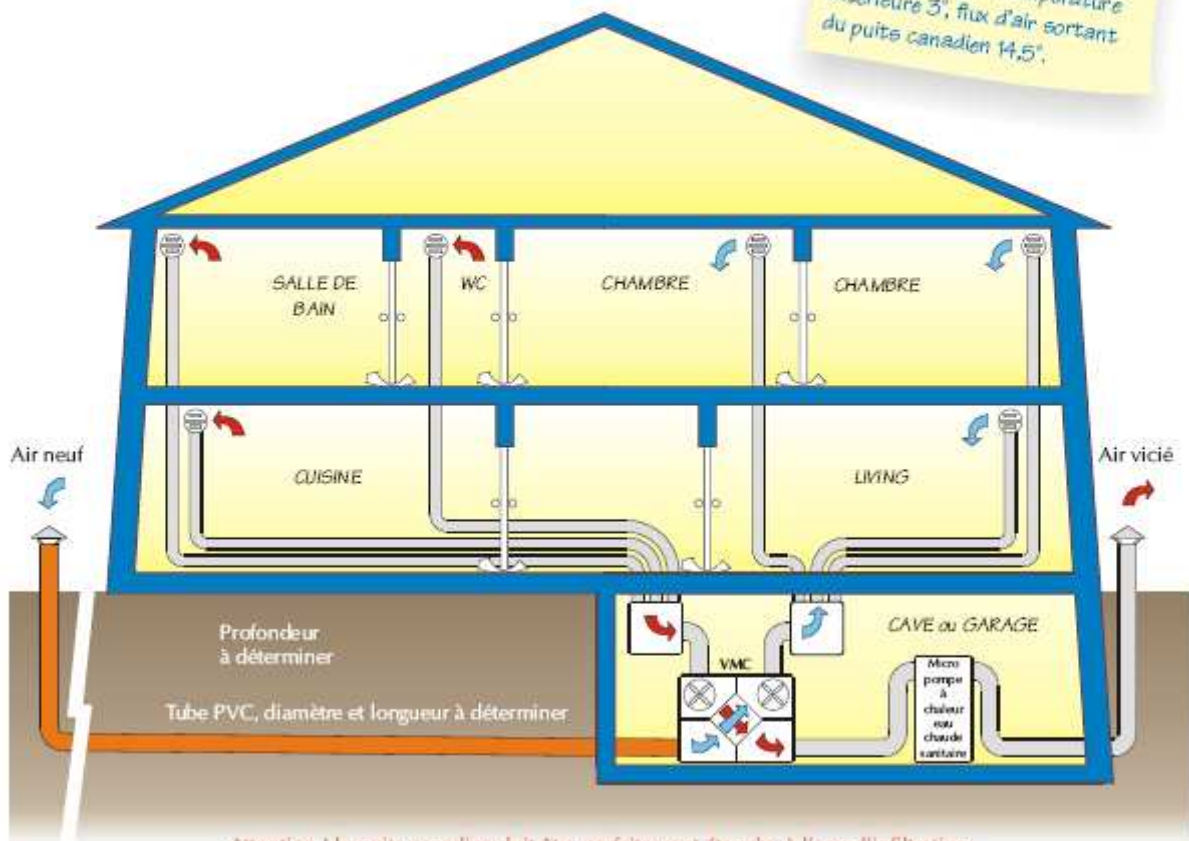 3°, flux d'air sortant
du puits canadien 14,5°.
SALLE DE
BAIN
WC
CHAMBRE
CHAMBRE
Air neuf
CUISINE
LIVING
Air vicié
Profondeur
à déterminer
Tube PVC, diamètre et longueur à déterminer
CAVE ou GARAGE
VMC
Micro
pompe
à
chaleur
eau
chaude
sanitaire